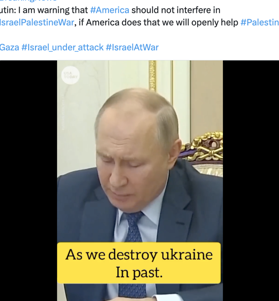 utin: I am warning that #America should not interfere in
IsraelPalestineWar, if America does that we will openly help #Palestin
Gaza #Israel_under_attack #IsraelAtWar
As we destroy ukraine
In past.